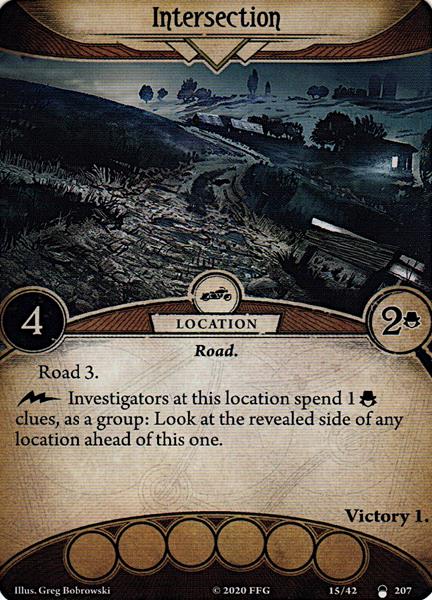 Intersection
4
LOCATION
2
Road.
Road 3.
Investigators at this location spend 1
clues, as a group: Look at the revealed side of any
location ahead of this one.
Victory 1.
Illus. Greg Bobrowski
© 2020 FFG
15/42
207